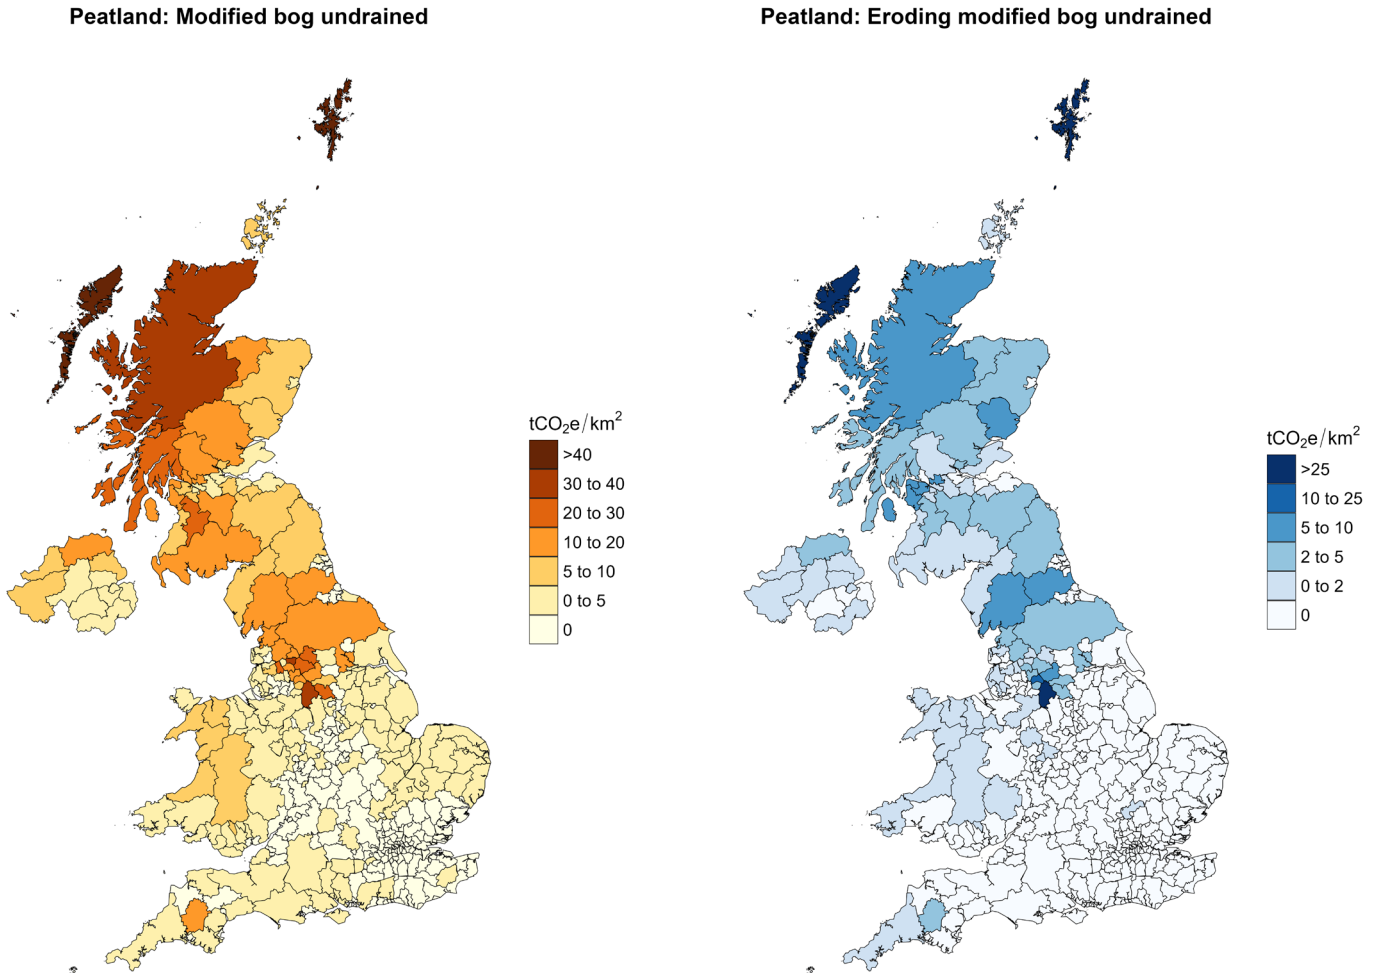 Peatland: Modified bog undrained
Peatland: Eroding modified bog undrained
tCO₂e/km²
>40
30 to 40
20 to 30
10 to 20
5 to 10
0 to 5
0
tCO₂e/km²
>25
10 to 25
5 to 10
2 to 5
0 to 2
0